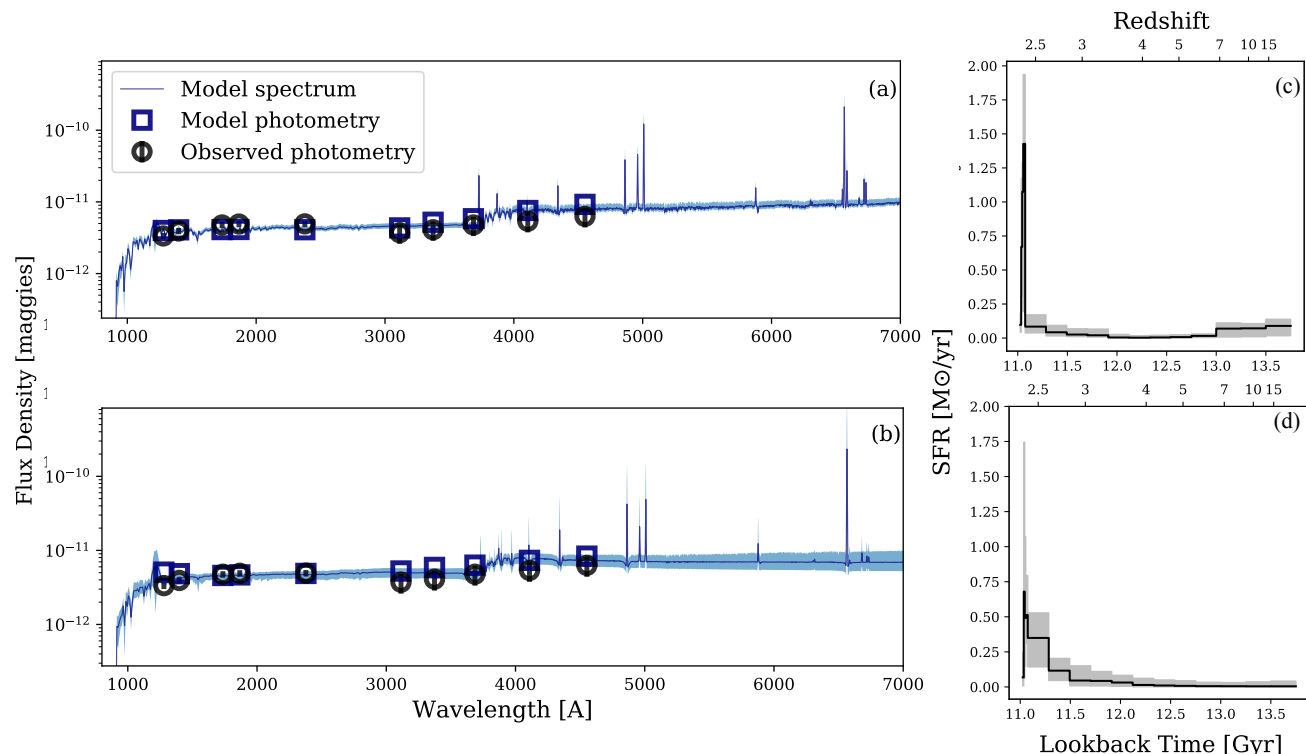 Redshift
2.5 3 4 5 7 10 15
Model spectrum
Model photometry
Observed photometry
(a)
10⁻¹⁰
10⁻¹¹
10⁻¹²
1000 2000 3000 4000 5000 6000 7000
(c)
2.00
1.75
1.50
1.25
1.00
0.75
0.50
0.25
0.00
11.0 11.5 12.0 12.5 13.0 13.5
Flux Density [maggies]
(b)
10⁻¹⁰
10⁻¹¹
10⁻¹²
1000 2000 3000 4000 5000 6000 7000
Wavelength [A]
SFR [M⊙/yr]
2.5 3 4 5 7 10 15
(d)
2.00
1.75
1.50
1.25
1.00
0.75
0.50
0.25
0.00
11.0 11.5 12.0 12.5 13.0 13.5
Lookback Time [Gyr]